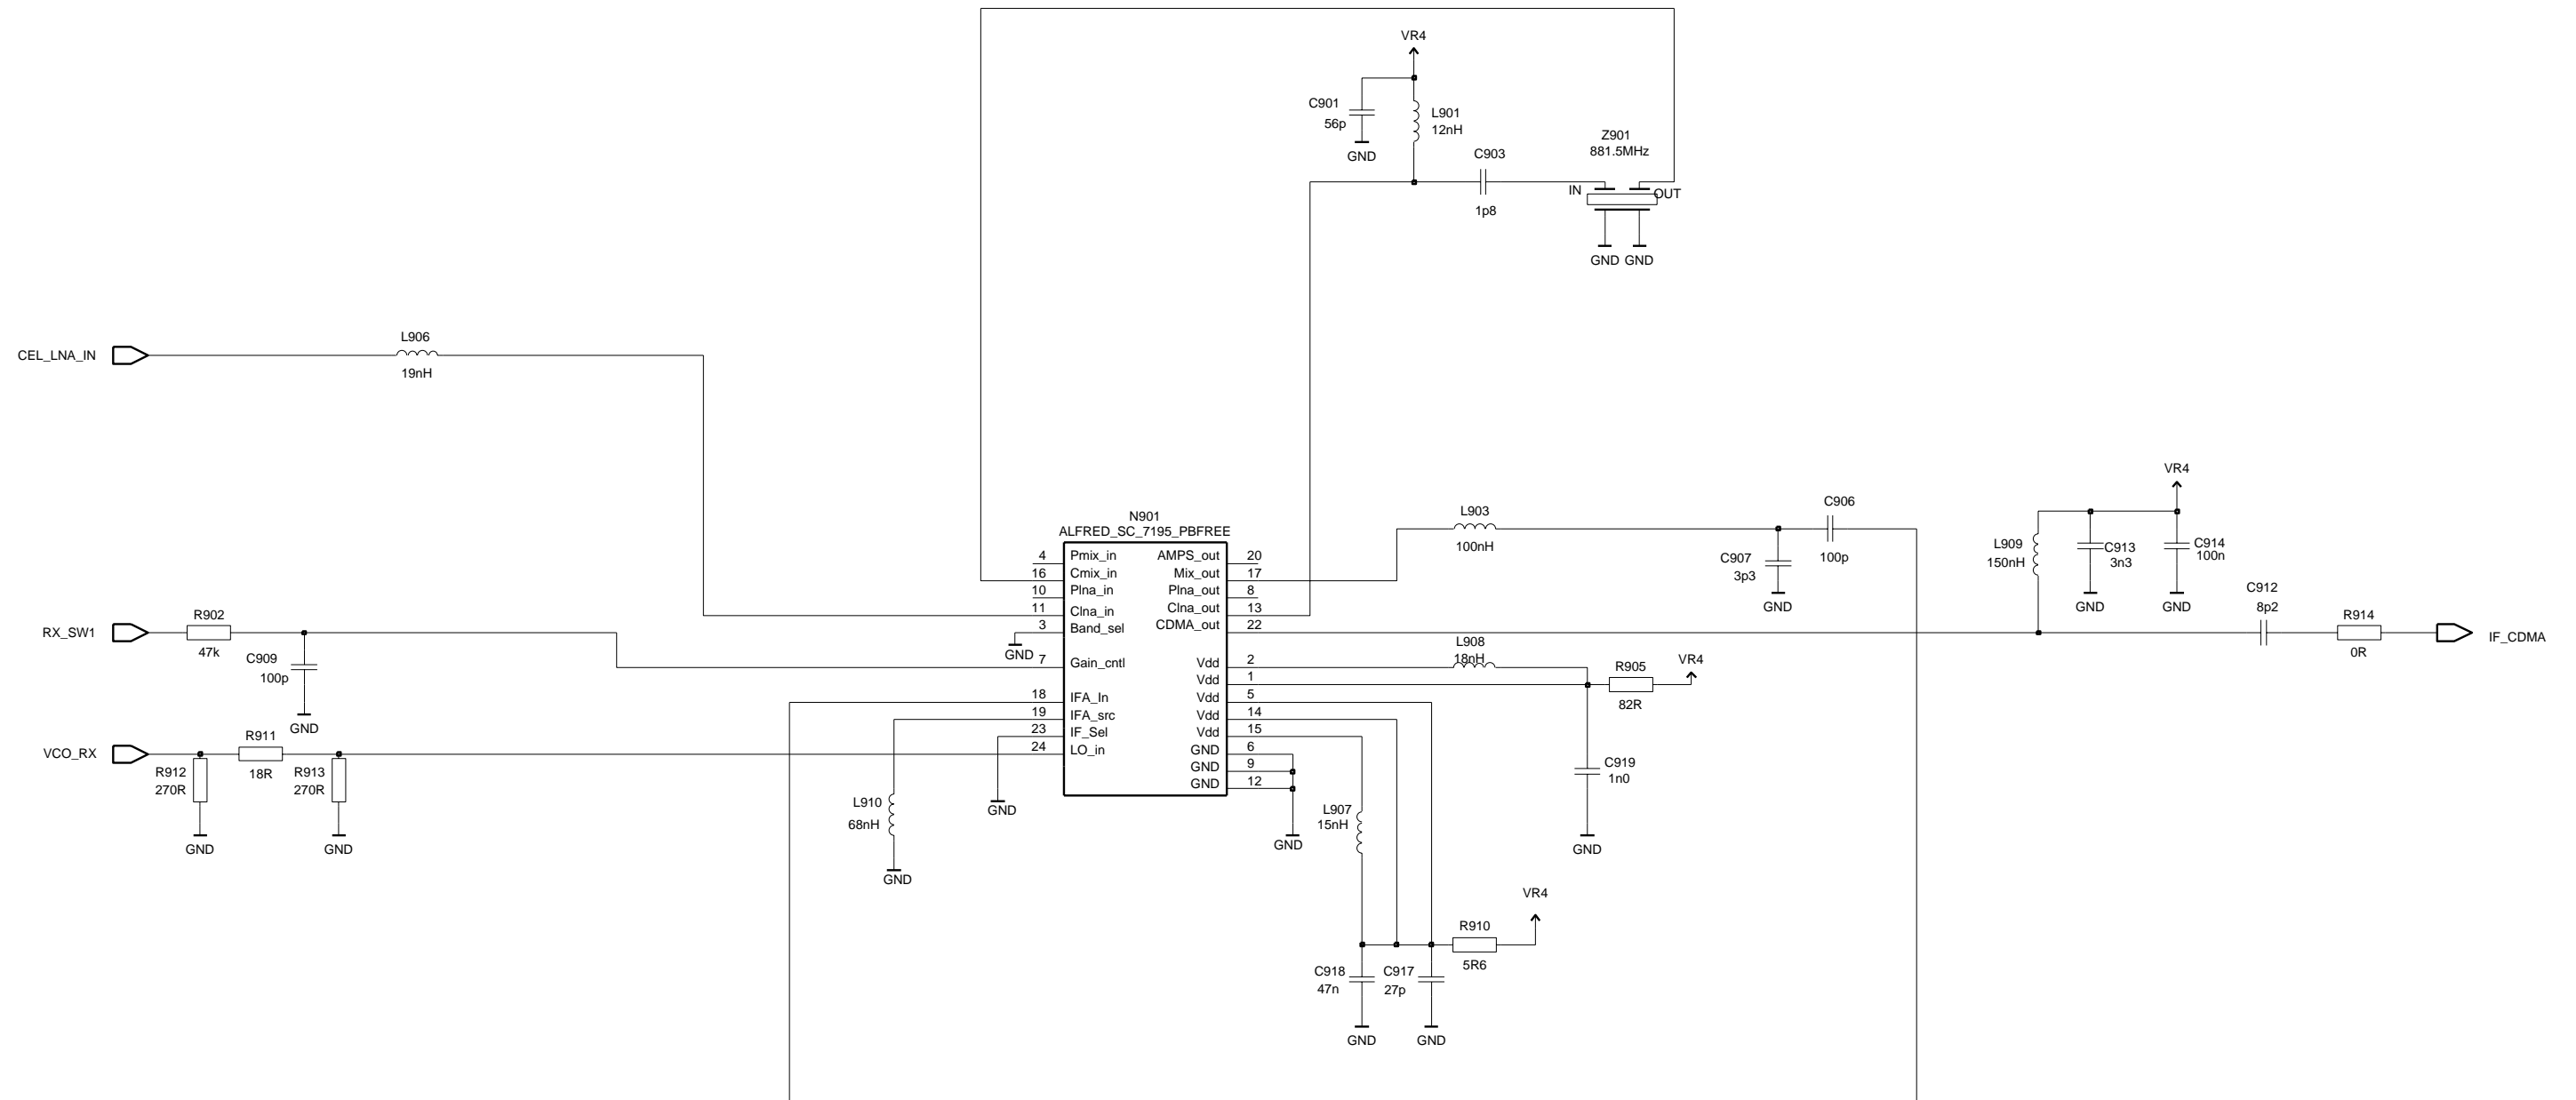 VR4
C901
56p
GND
L901
12nH
C903
1p8
Z901
881.5MHz
IN
OUT
GND GND
CEL_LNA_IN
L906
19nH
N901
ALFRED_SC_7195_PBFREE
4 Pmix_in AMPS_out 20
16 Cmix_in Mix_out 17
10 Plna_in Plna_out 8
11 Clna_in Clna_out 13
3 Band_sel CDMA_out 22
GND
7 Gain_cntl Vdd 2
Vdd 1
18 IFA_In Vdd 5
19 IFA_src Vdd 14
23 IF_Sel Vdd 15
24 LO_in GND 6
GND 9
GND 12
L903
100nH
C907
3p3
GND
C906
100p
VR4
L909
150nH
C913
3n3
GND
C914
100n
GND
C912
8p2
R914
0R
IF_CDMA
RX_SW1
R902
47k
C909
100p
GND
L908
18nH
R905
82R
VR4
C919
1n0
GND
VCO_RX
R912
270R
GND
R911
18R
R913
270R
GND
L910
68nH
GND
GND
GND
L907
15nH
VR4
R910
5R6
C918
47n
GND
C917
27p
GND